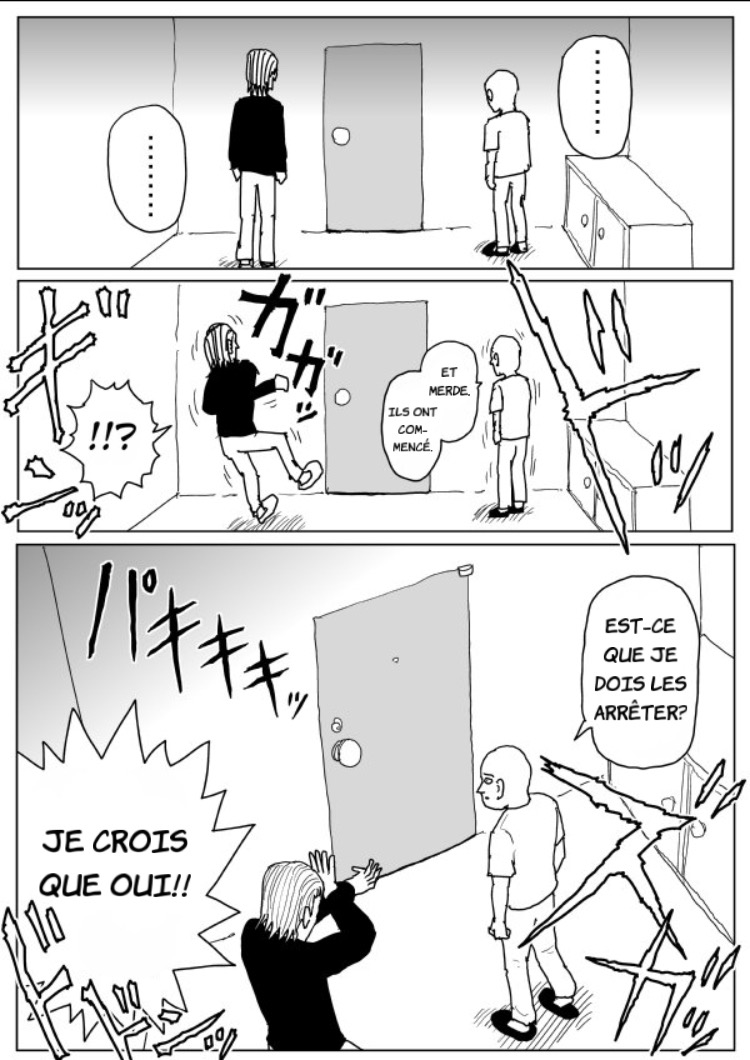 ........
........
ET
MERDE.
ILS ONT
COM-
MENCÉ.
ガガッ
!!?
EST-CE
QUE JE
DOIS LES
ARRÊTER?
パキキキッ
JE CROIS
QUE OUI!!